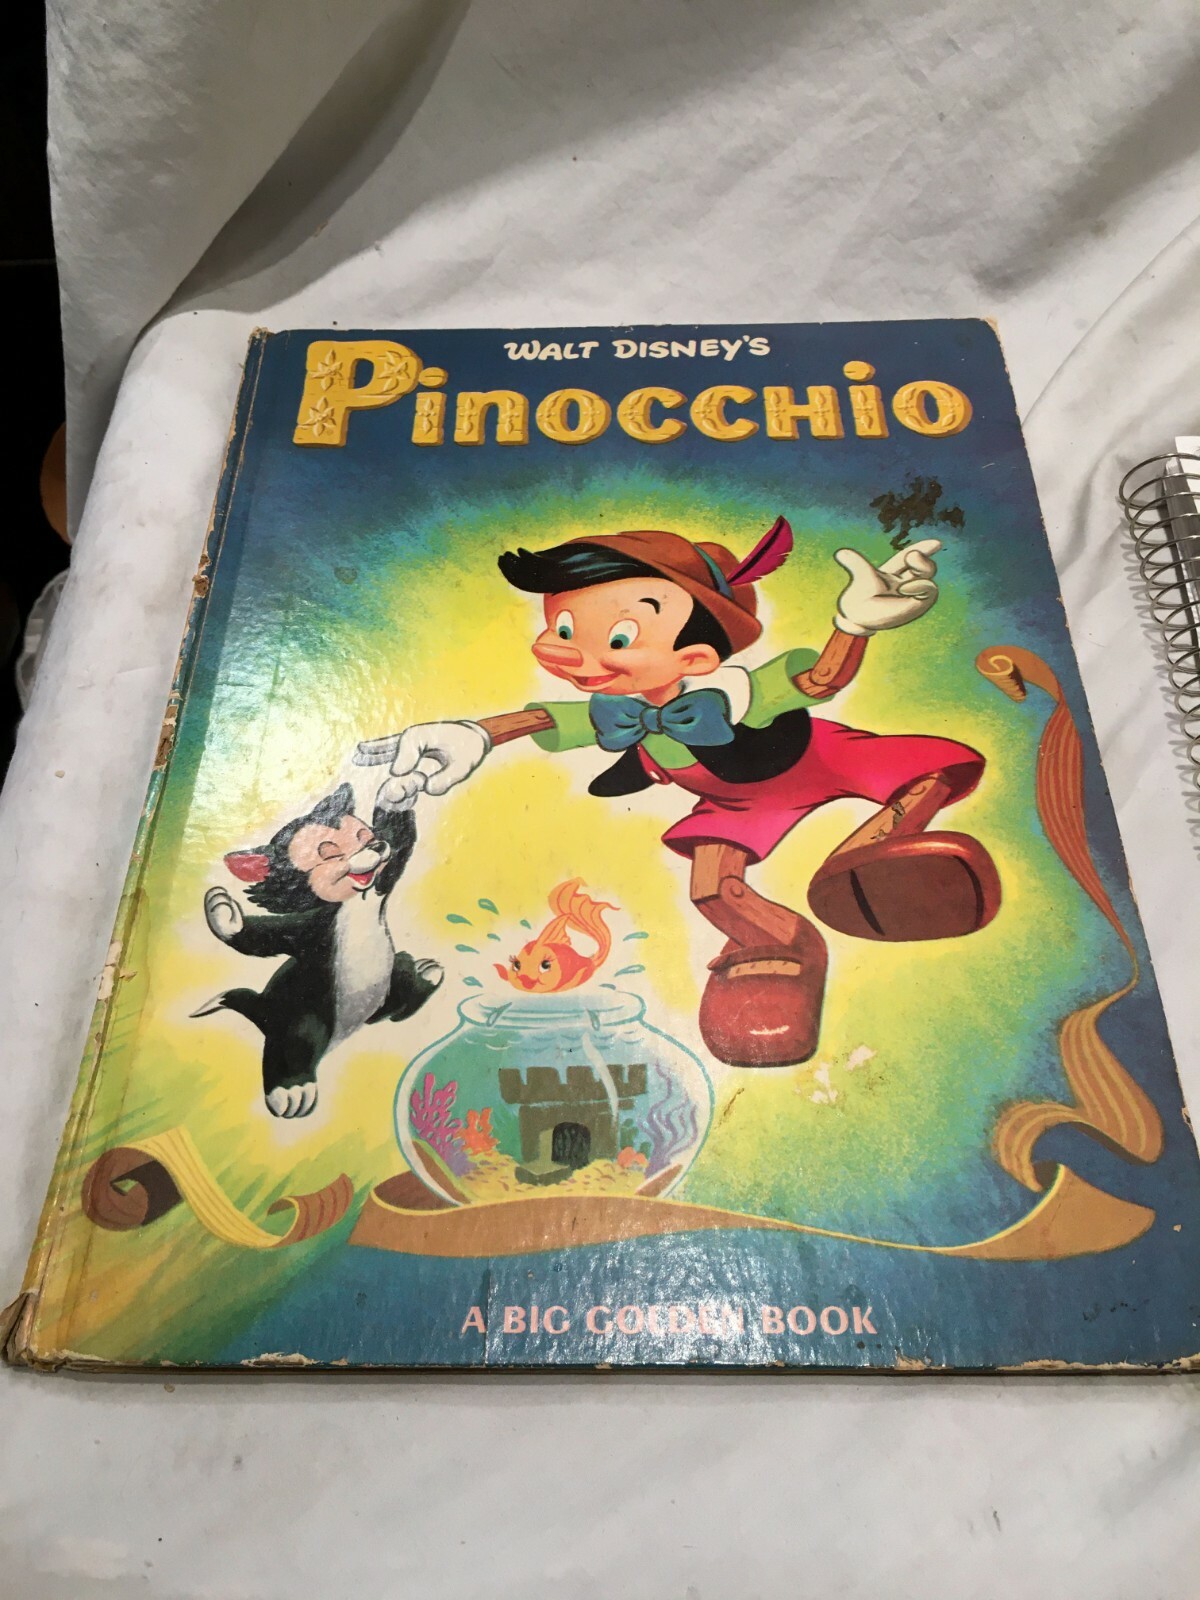 WALT DISNEY'S
PINOCCHIO
A BIG GOLDEN BOOK